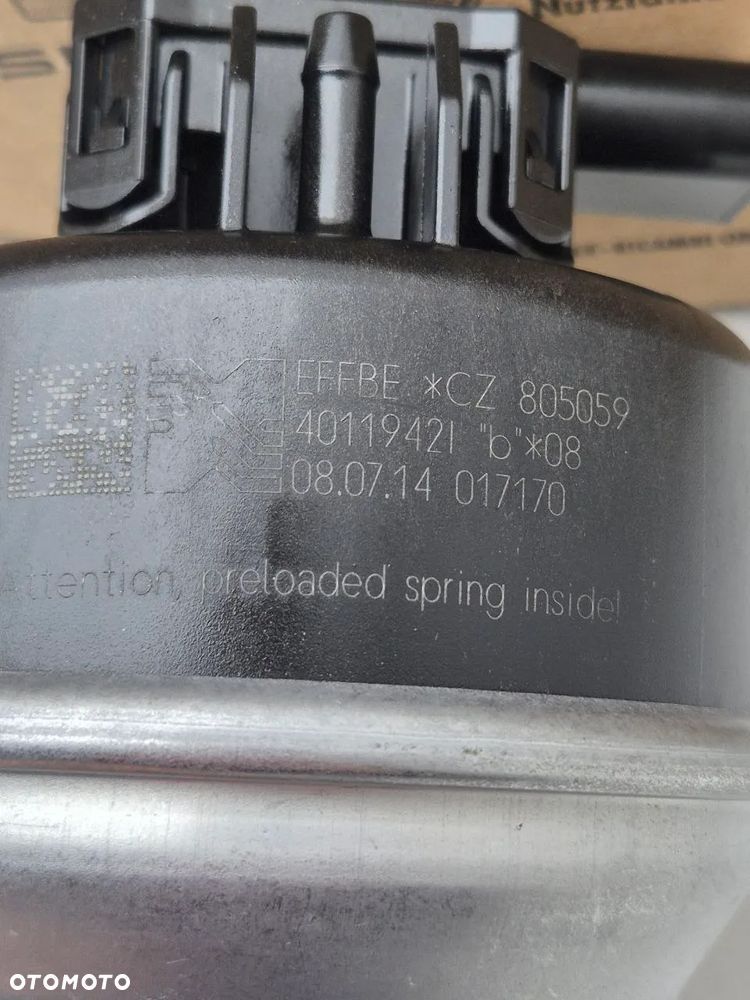 EFFBE *CZ 805059
40119421 "b"*08
08.07.14 017170
Attention, preloaded spring inside!
OTOMOTO